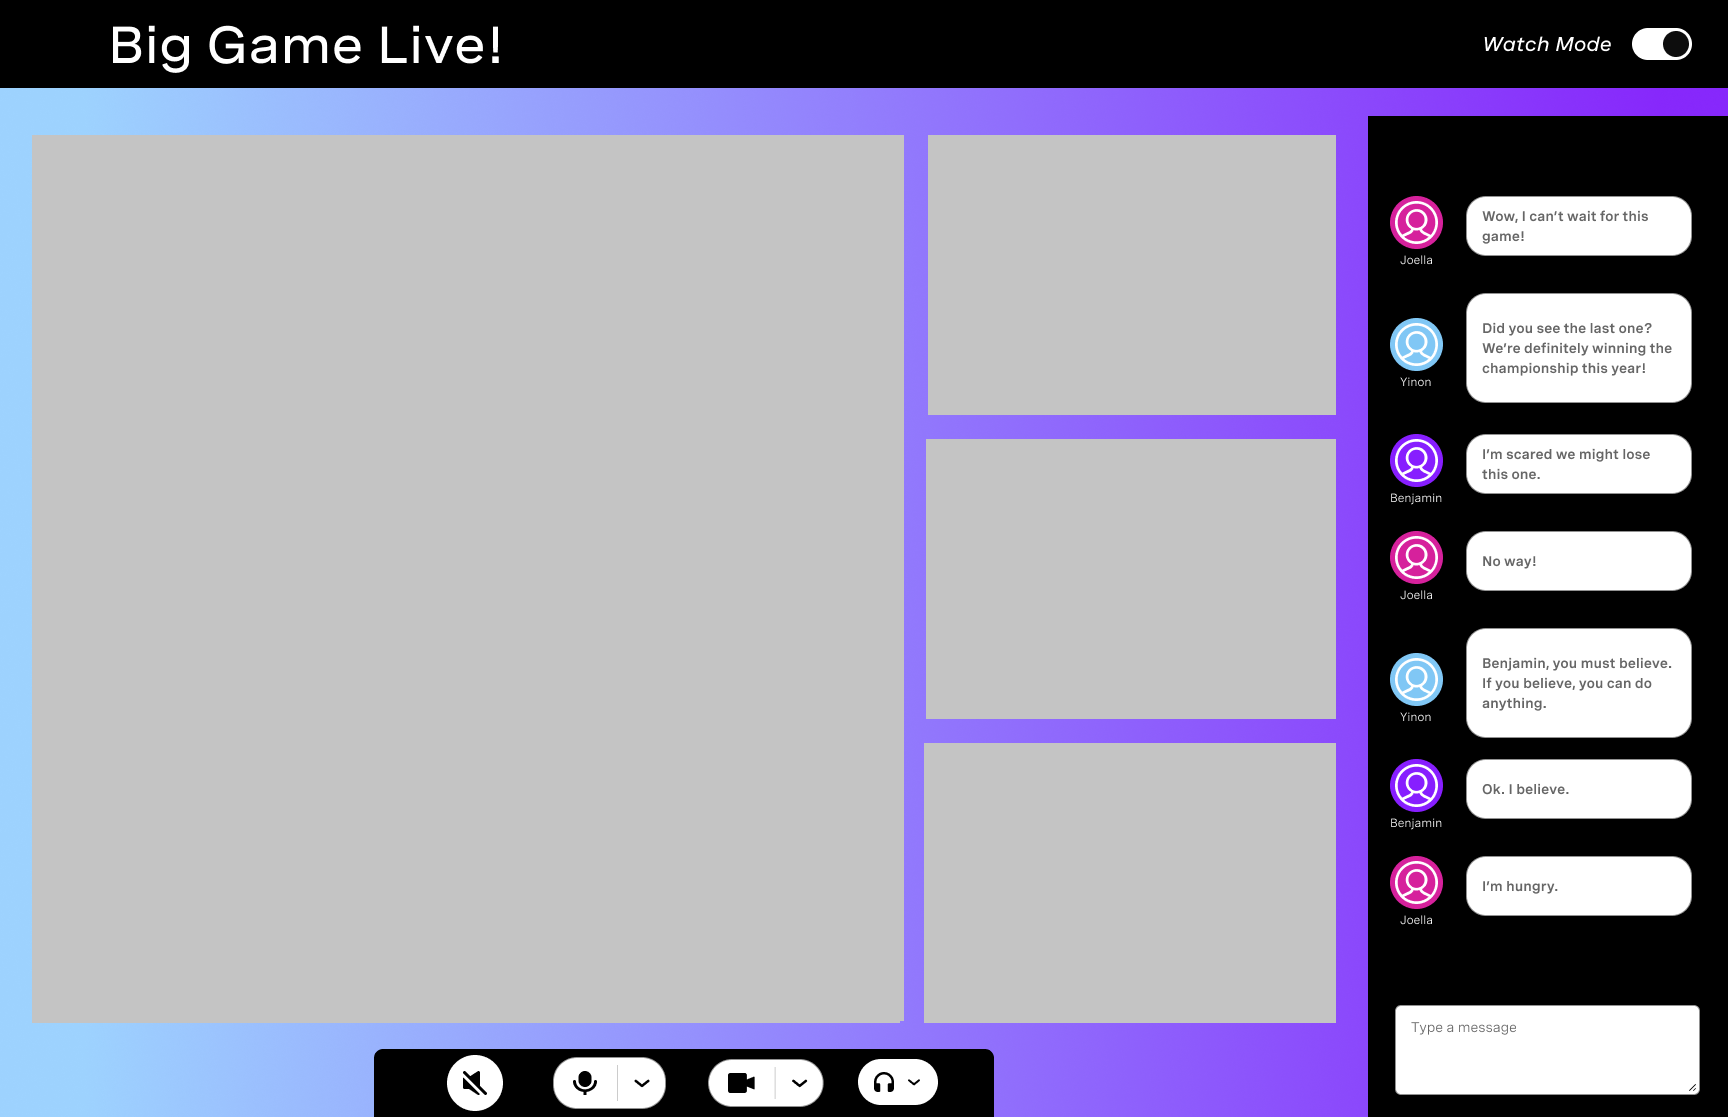 Big Game Live!
Watch Mode
Wow, I can't wait for this
game!
Joella
Did you see the last one?
We're definitely winning the
championship this year!
Yinon
I'm scared we might lose
this one.
Benjamin
No way!
Joella
Benjamin, you must believe.
If you believe, you can do
anything.
Yinon
Ok. I believe.
Benjamin
I'm hungry.
Joella
Type a message